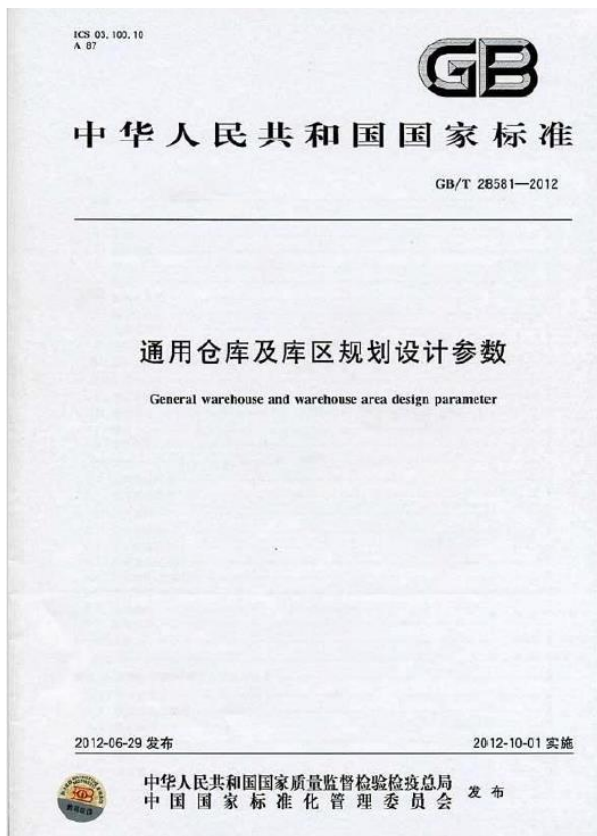 ICS 03.100.10
A 87
GB
中华人民共和国国家标准
GB/T 28581—2012
通用仓库及库区规划设计参数
General warehouse and warehouse area design parameter
2012-06-29 发布
2012-10-01 实施
中华人民共和国国家质量监督检验检疫总局
中国国家标准化管理委员会
发布